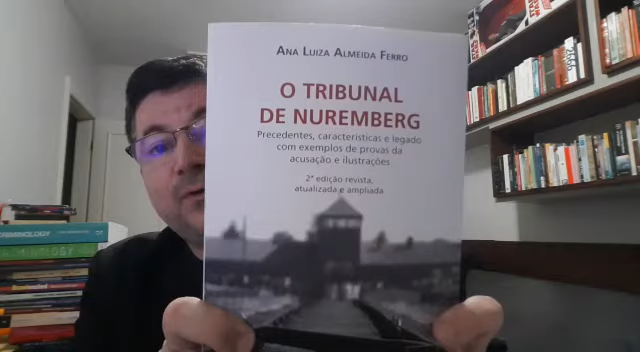 ANA LUIZA ALMEIDA FERRO
O TRIBUNAL
DE NUREMBERG
Precedentes, características e legado
com exemplos de provas da
acusação e ilustrações
2ª edição revista,
atualizada e ampliada
CRIMINOLOGY
CRIMINOLOGY